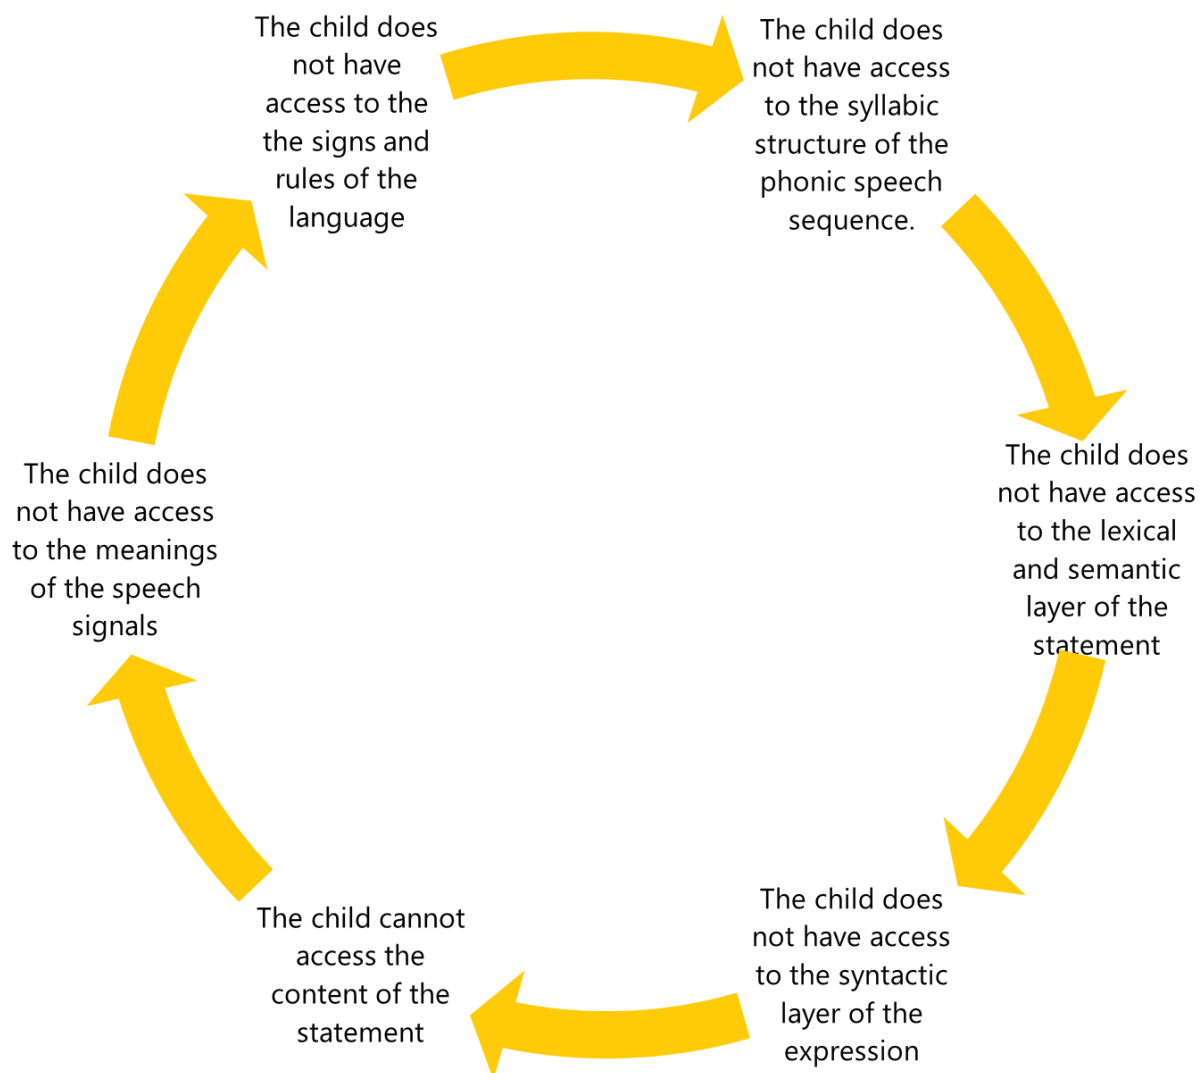 The child does
not have
access to the
the signs and
rules of the
language
The child does
not have access
to the syllabic
structure of the
phonic speech
sequence.
The child does
not have access
to the lexical
and semantic
layer of the
statement
The child does
not have access
to the syntactic
layer of the
expression
The child cannot
access the
content of the
statement
The child does
not have access
to the meanings
of the speech
signals